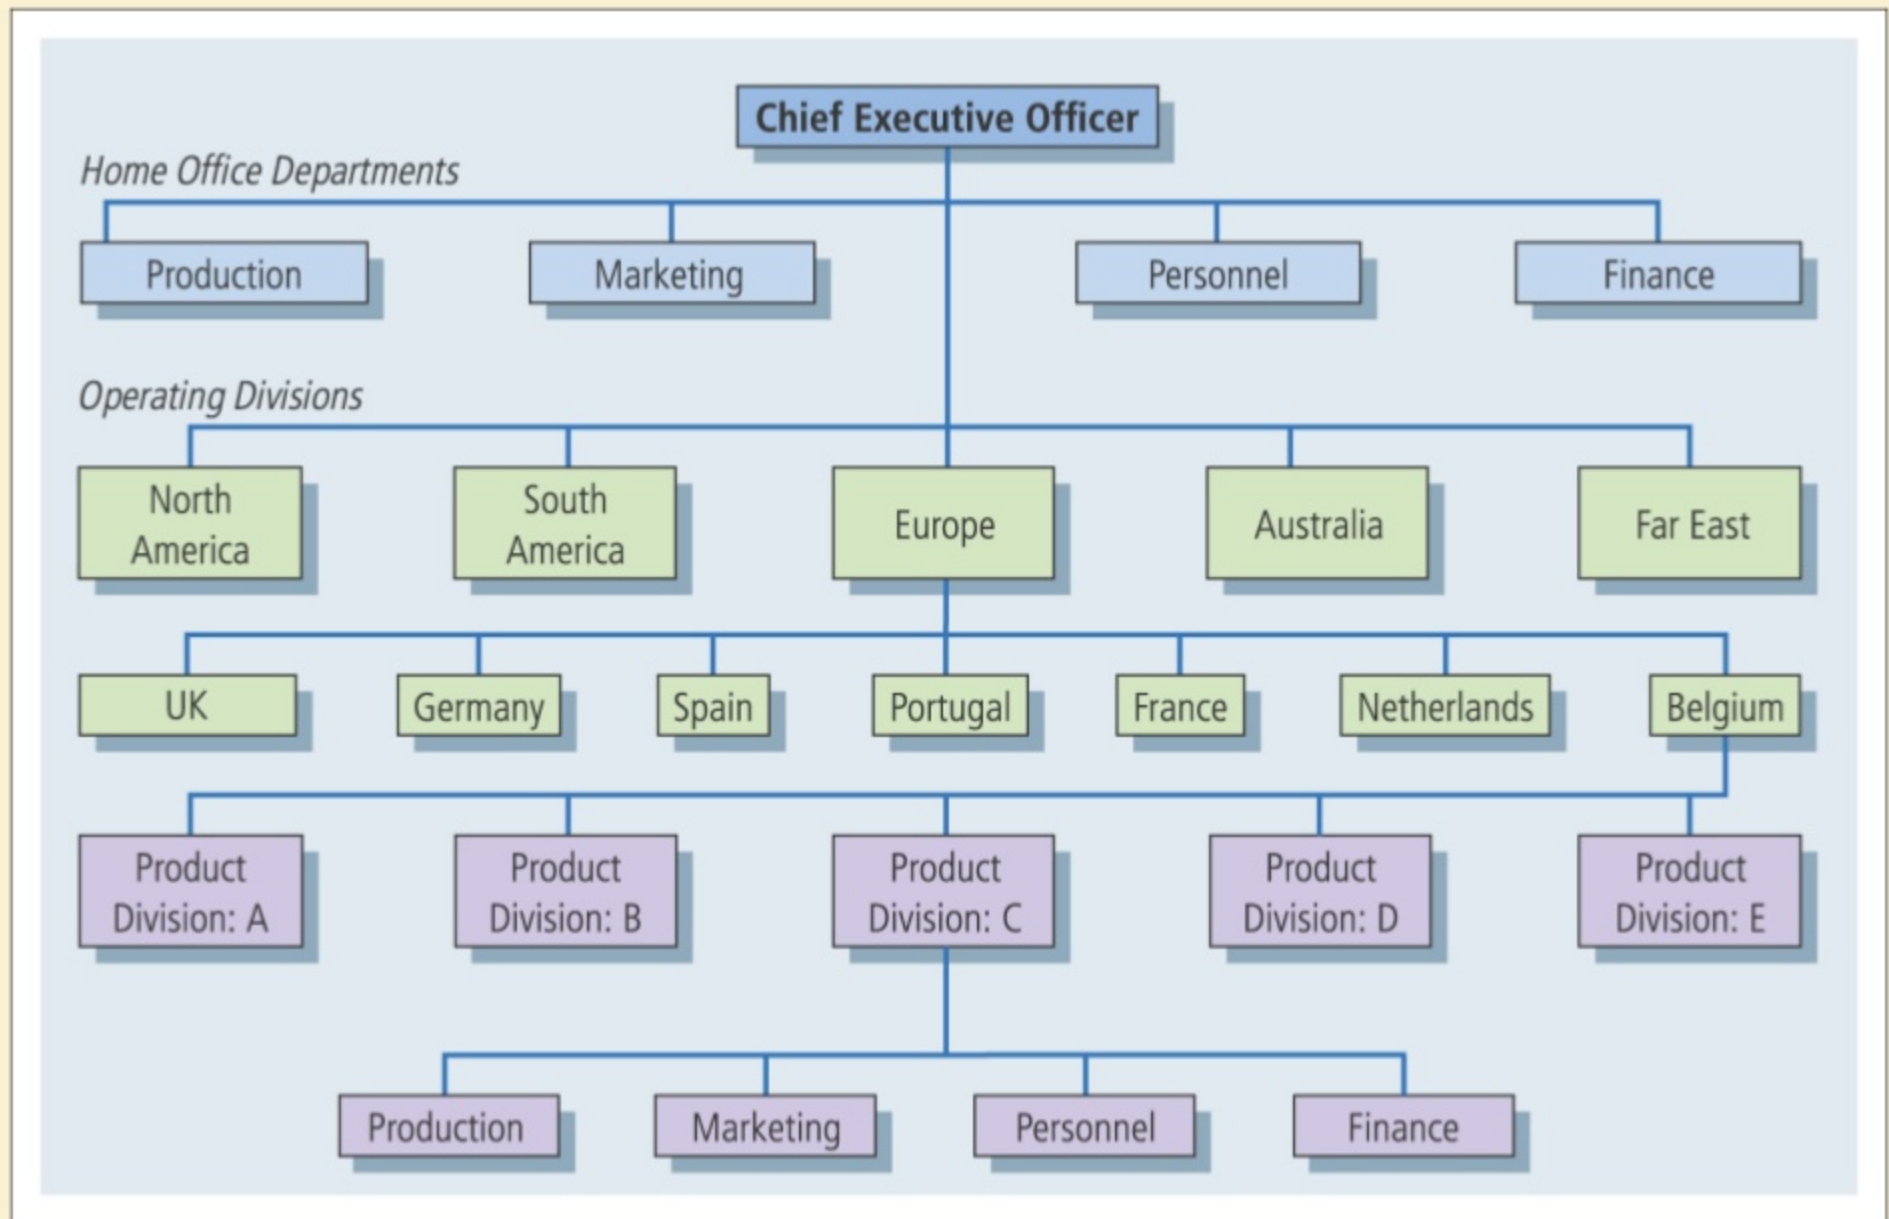 Chief Executive Officer
Home Office Departments
Production
Marketing
Personnel
Finance
Operating Divisions
North
America
South
America
Europe
Australia
Far East
UK
Germany
Spain
Portugal
France
Netherlands
Belgium
Product
Division: A
Product
Division: B
Product
Division: C
Product
Division: D
Product
Division: E
Production
Marketing
Personnel
Finance